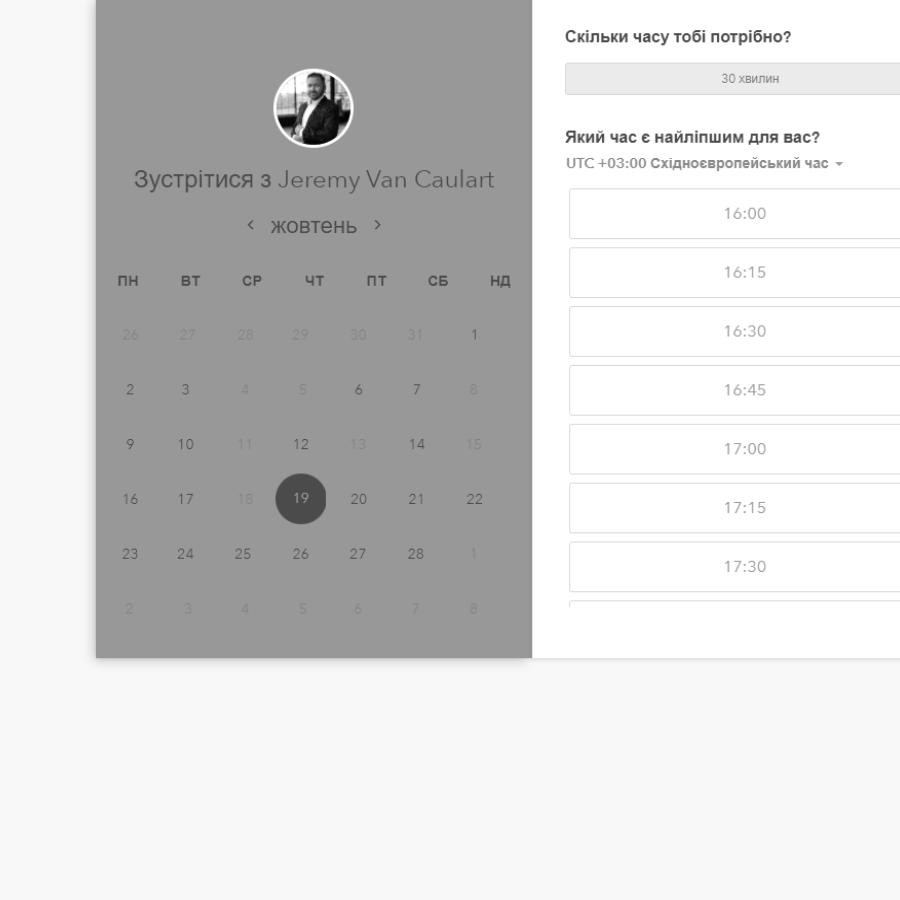 Зустрітися з Jeremy Van Caulart
жовтень
ПН ВТ СР ЧТ ПТ СБ НД
26 27 28 29 30 31 1
2 3 4 5 6 7 8
9 10 11 12 13 14 15
16 17 18 19 20 21 22
23 24 25 26 27 28 1
2 3 4 5 6 7 8
Скільки часу тобі потрібно?
30 хвилин
Який час є найліпшим для вас?
UTC +03:00 Східноєвропейський час
16:00
16:15
16:30
16:45
17:00
17:15
17:30